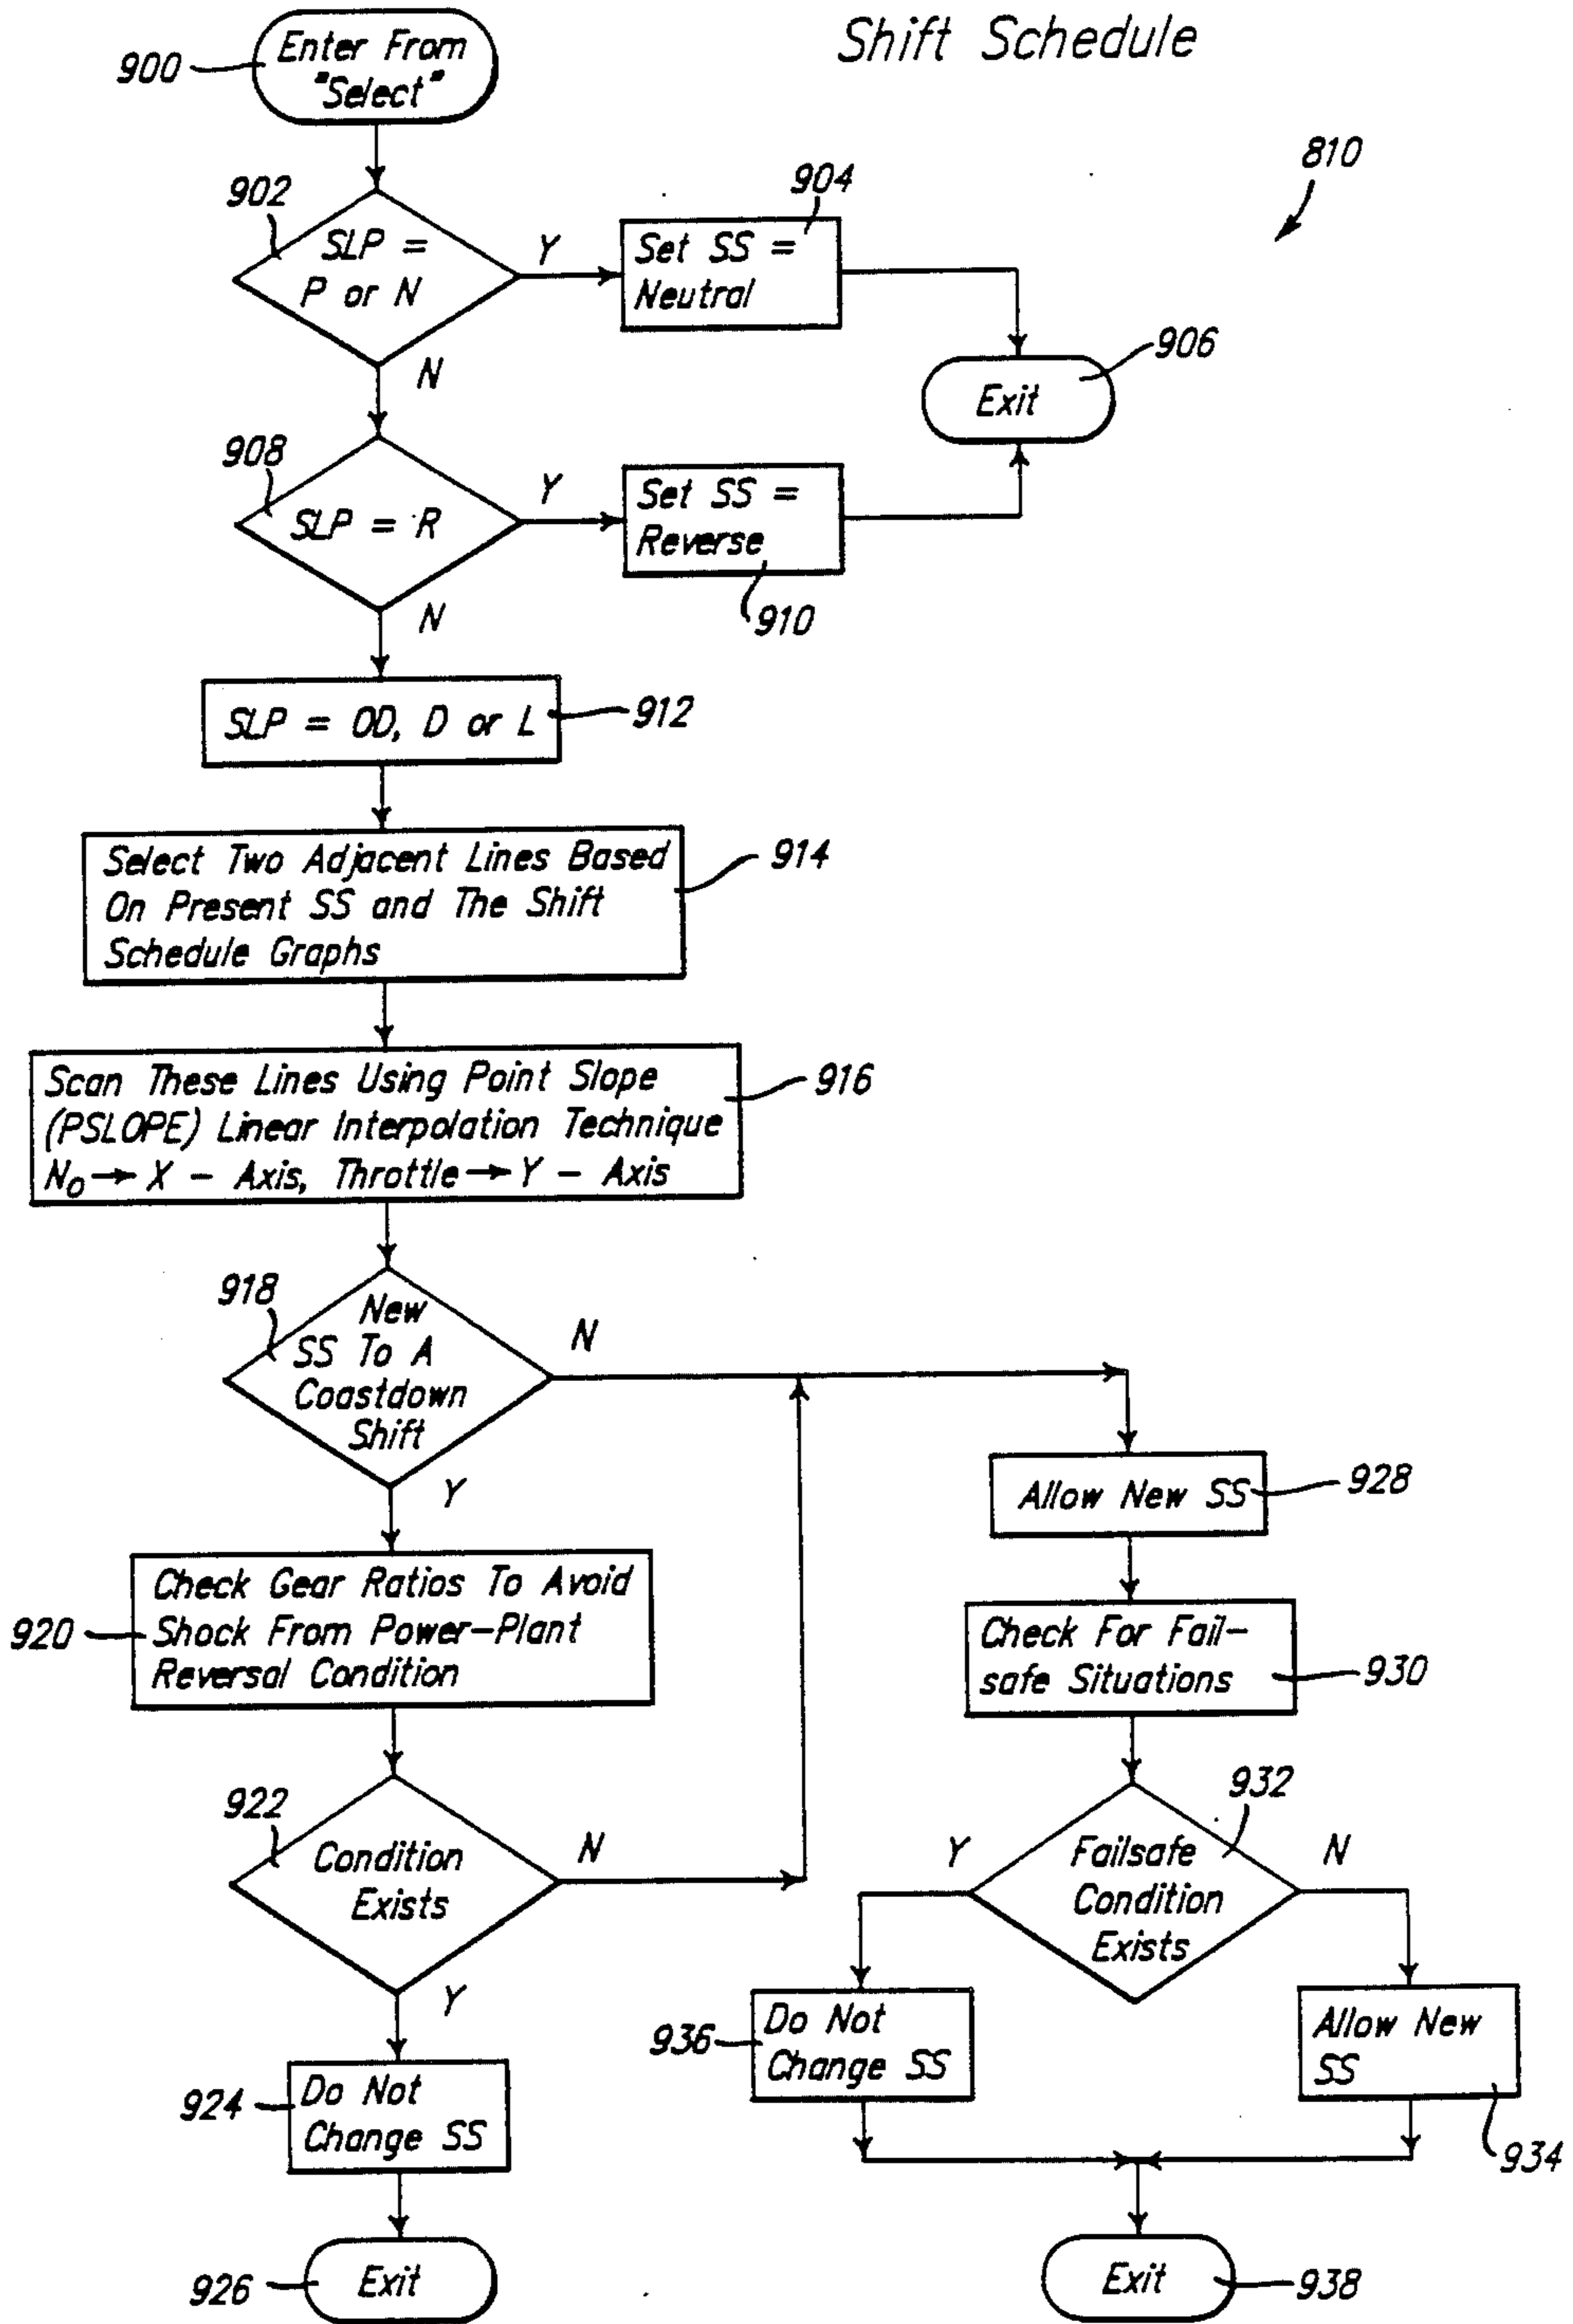 Shift Schedule
810
900
Enter From
"Select"
902
SLP =
P or N
Y
N
904
Set SS =
Neutral
906
Exit
908
SLP = R
Y
N
Set SS =
Reverse
910
SLP = OD, D or L
912
Select Two Adjacent Lines Based
On Present SS and The Shift
Schedule Graphs
914
Scan These Lines Using Point Slope
(PSLOPE) Linear Interpolation Technique
No → X - Axis, Throttle → Y - Axis
916
918
New
SS To A
Coastdown
Shift
N
Y
920
Check Gear Ratios To Avoid
Shock From Power-Plant
Reversal Condition
922
Condition
Exists
N
Y
924
Do Not
Change SS
926
Exit
Allow New SS
928
Check For Fail-
safe Situations
930
932
Failsafe
Condition
Exists
Y
N
936
Do Not
Change SS
Allow New
SS
934
Exit
938